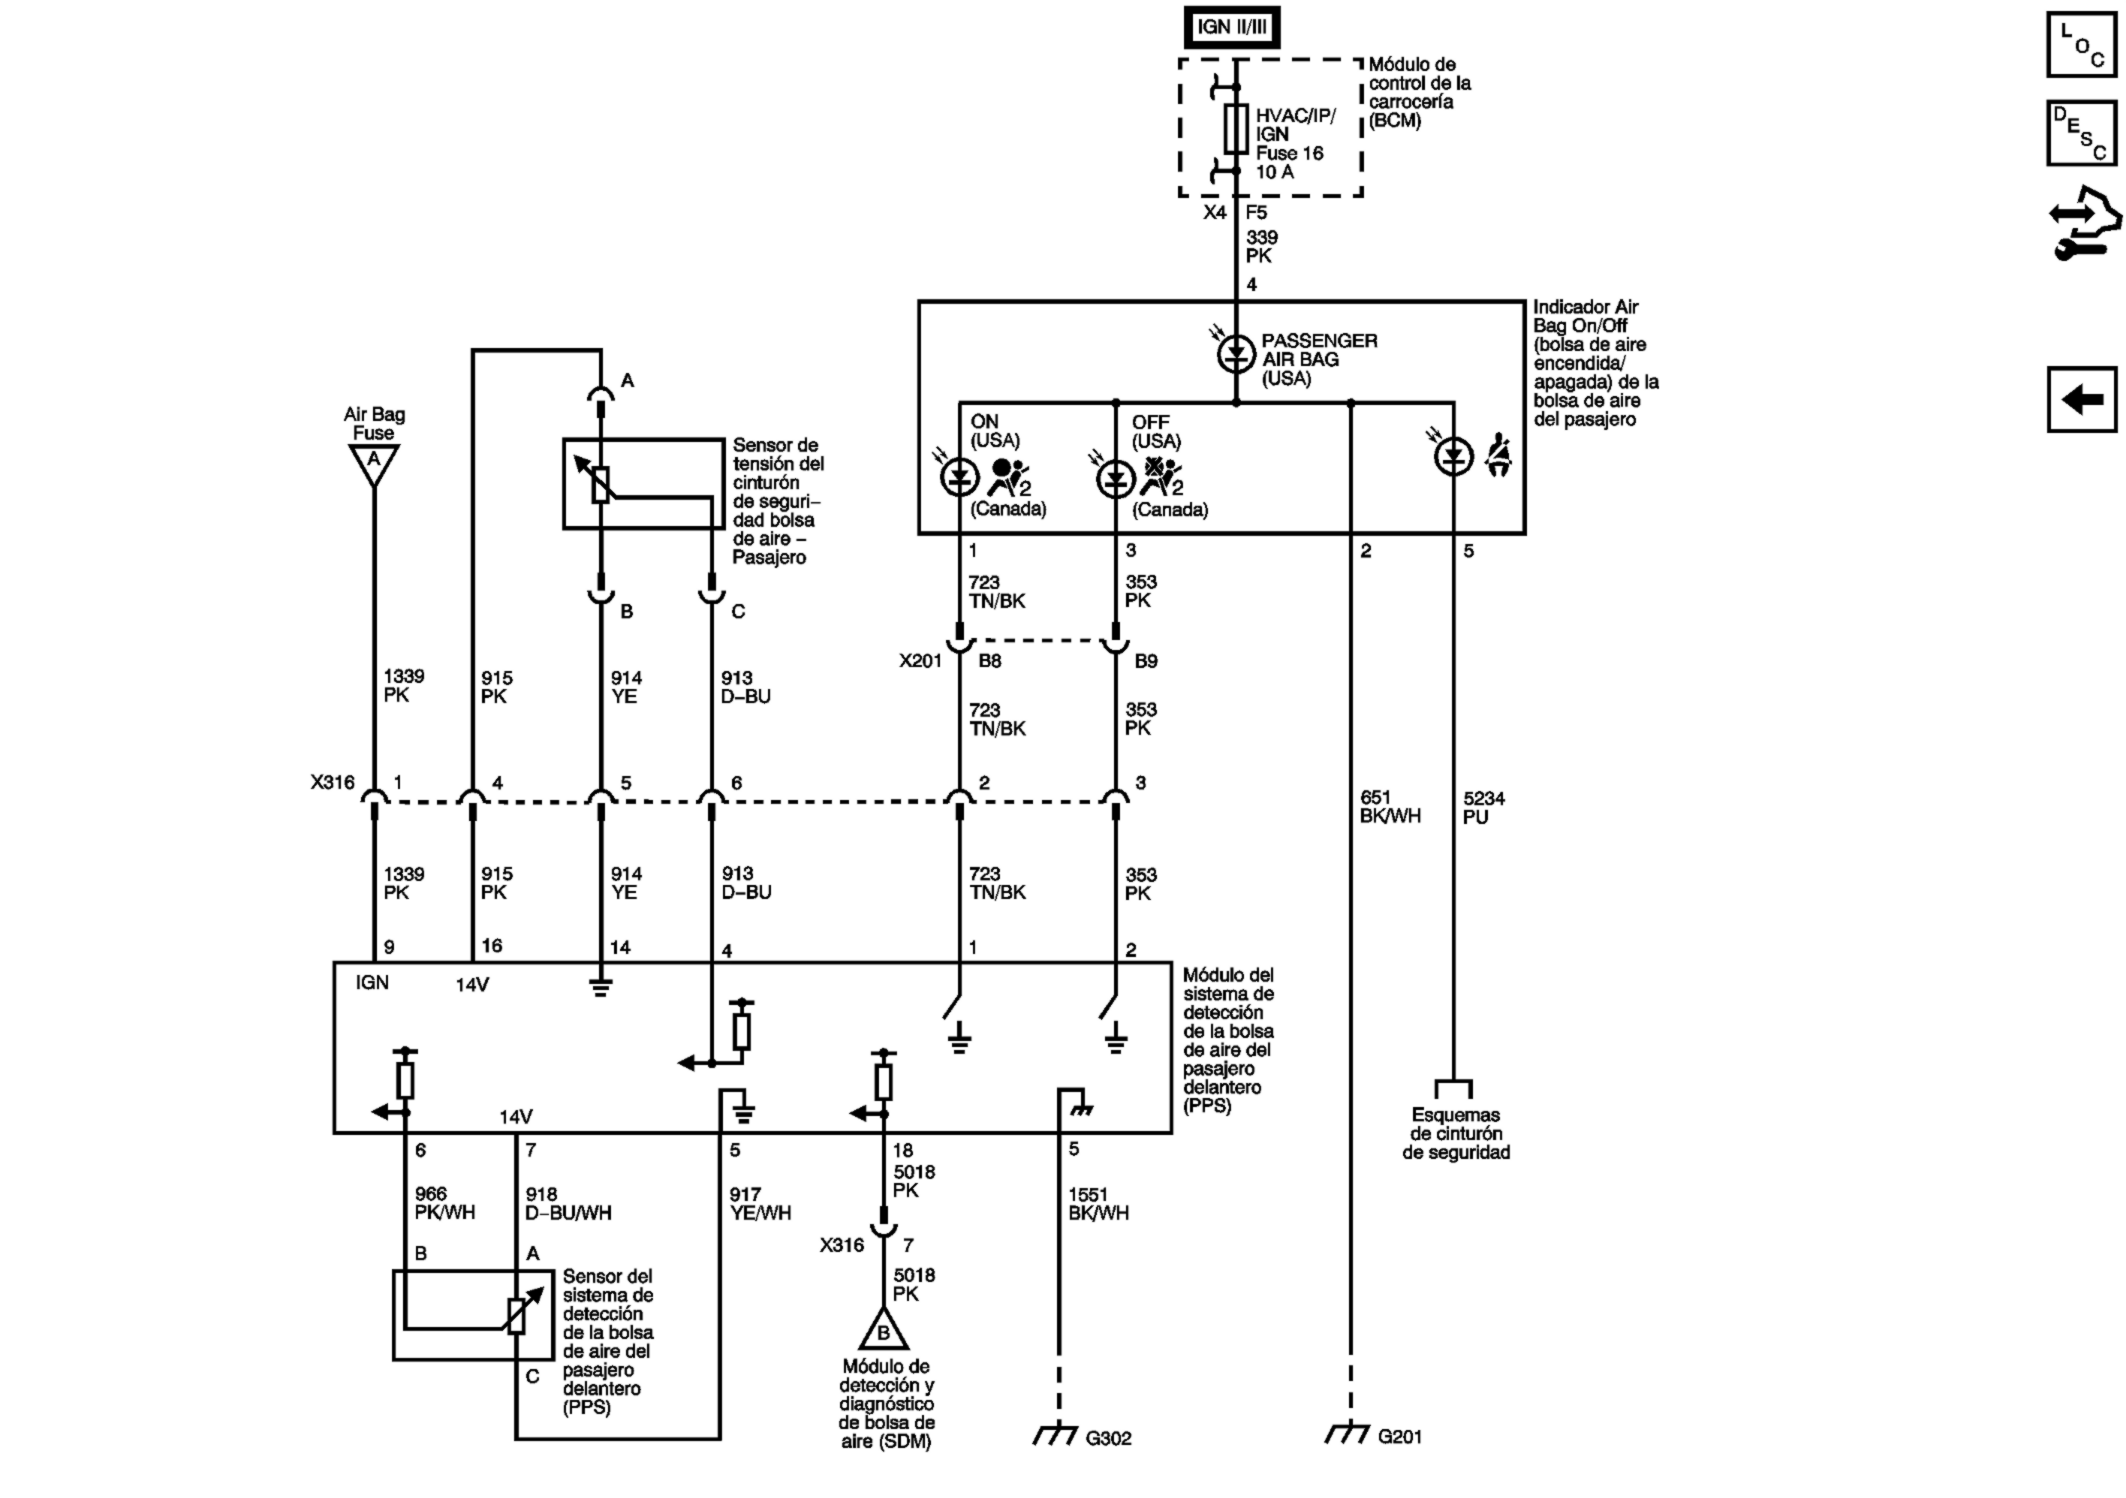 IGN II/III
L
O
C
Módulo de
control de la
carrocería
(BCM)
HVAC/IP/
IGN
Fuse 16
10 A
D
E
S
C
X4
F5
339
PK
4
Indicador Air
Bag On/Off
(bolsa de aire
encendida/
apagada) de la
bolsa de aire
del pasajero
PASSENGER
AIR BAG
(USA)
ON
(USA)
2
(Canada)
OFF
(USA)
2
(Canada)
1
3
2
5
A
Air Bag
Fuse
A
Sensor de
tensión del
cinturón
de seguri–
dad bolsa
de aire –
Pasajero
B
C
723
TN/BK
353
PK
X201
B8
B9
1339
PK
915
PK
914
YE
913
D–BU
723
TN/BK
353
PK
X316
1
4
5
6
2
3
651
BK/WH
5234
PU
1339
PK
915
PK
914
YE
913
D–BU
723
TN/BK
353
PK
9
16
14
4
1
2
IGN
14V
Módulo del
sistema de
detección
de la bolsa
de aire del
pasajero
delantero
(PPS)
14V
Esquemas
de cinturón
de seguridad
6
7
5
18
5
966
PK/WH
918
D–BU/WH
917
YE/WH
5018
PK
1551
BK/WH
X316
7
B
A
5018
PK
Sensor del
sistema de
detección
de la bolsa
de aire del
pasajero
delantero
(PPS)
C
B
Módulo de
detección y
diagnóstico
de bolsa de
aire (SDM)
G302
G201